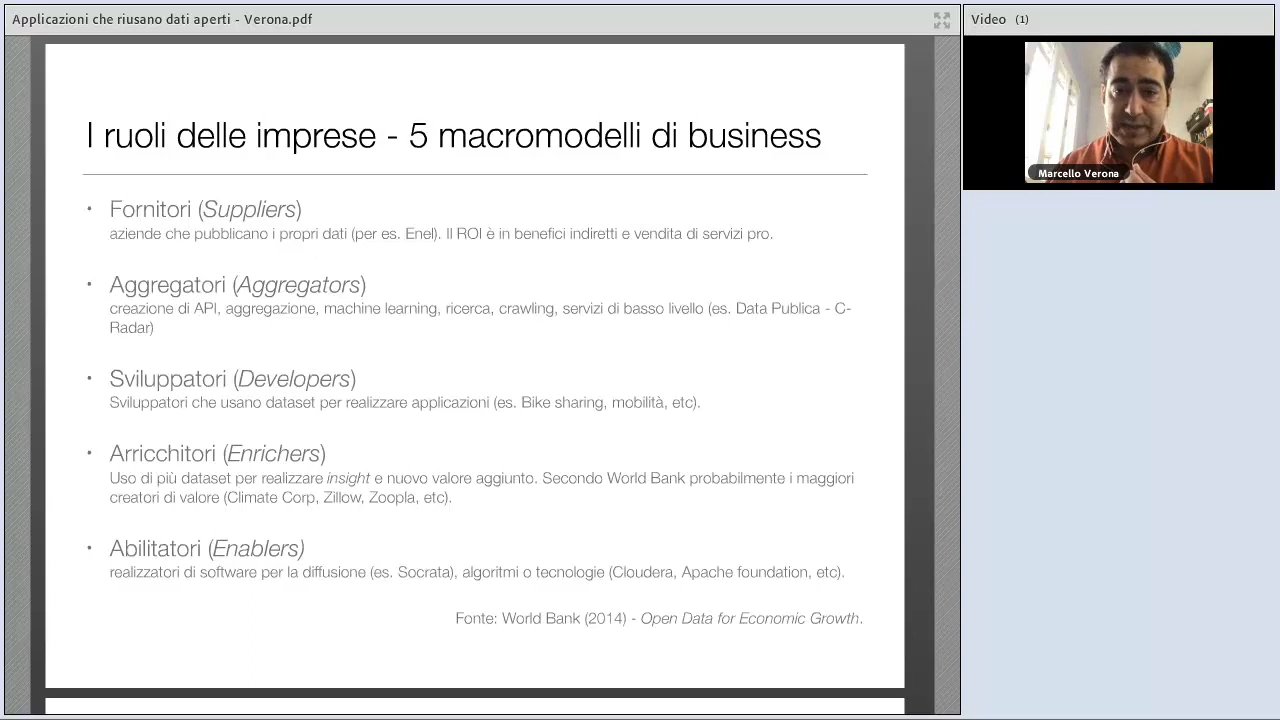 Applicazioni che riusano dati aperti - Verona.pdf
Video (1)
Marcello Verona
I ruoli delle imprese - 5 macromodelli di business
• Fornitori (Suppliers)
aziende che pubblicano i propri dati (per es. Enel). Il ROI è in benefici indiretti e vendita di servizi pro.
• Aggregatori (Aggregators)
creazione di API, aggregazione, machine learning, ricerca, crawling, servizi di basso livello (es. Data Publica - C-
Radar)
• Sviluppatori (Developers)
Sviluppatori che usano dataset per realizzare applicazioni (es. Bike sharing, mobilità, etc).
• Arricchitori (Enrichers)
Uso di più dataset per realizzare insight e nuovo valore aggiunto. Secondo World Bank probabilmente i maggiori
creatori di valore (Climate Corp, Zillow, Zoopla, etc).
• Abilitatori (Enablers)
realizzatori di software per la diffusione (es. Socrata), algoritmi o tecnologie (Cloudera, Apache foundation, etc).
Fonte: World Bank (2014) - Open Data for Economic Growth.